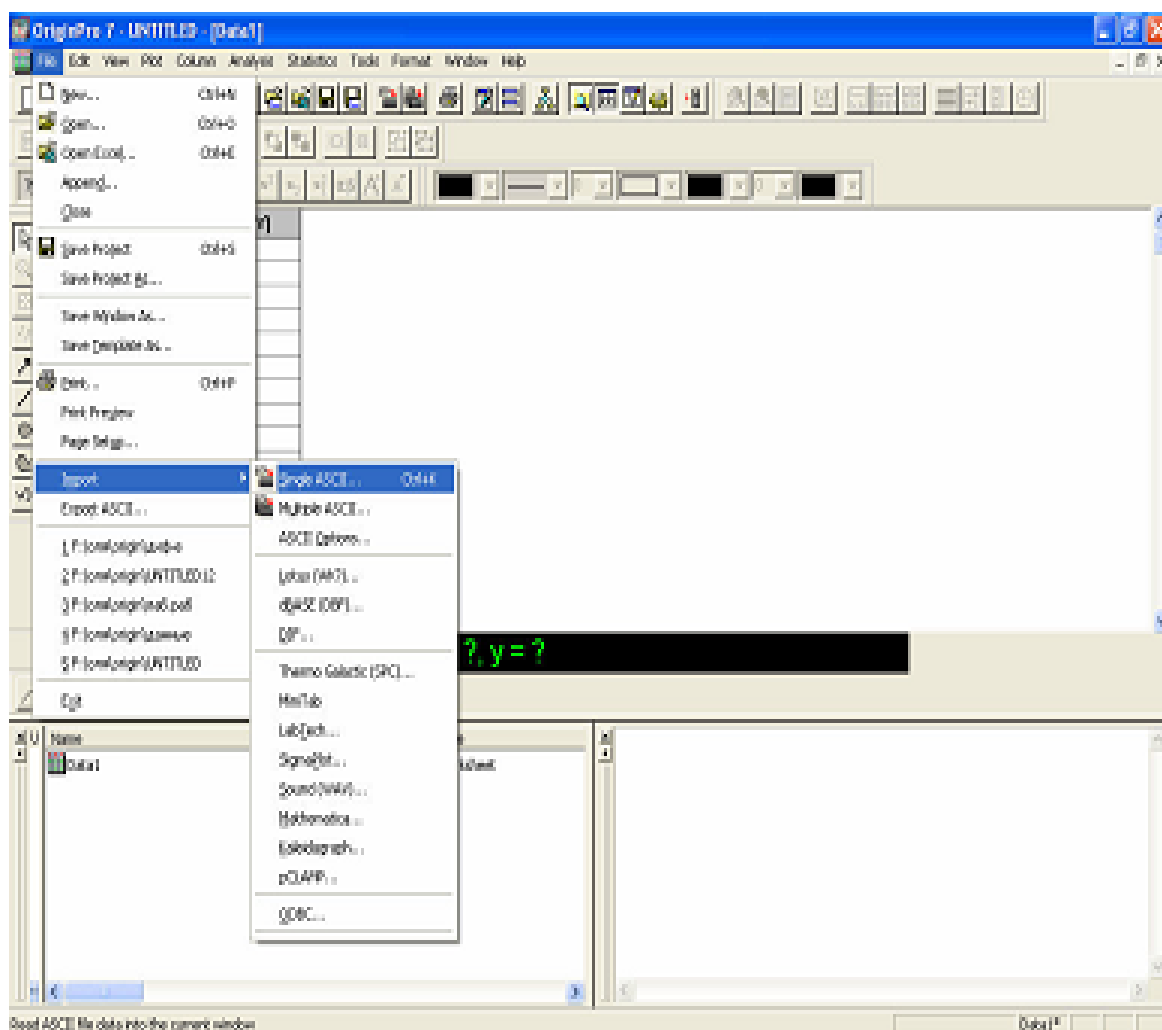 OriginPro 7 - UNTITLED - [Data1]
File Edit View Plot Column Analysis Statistics Tools Format Window Help
New... Ctrl+N
Open... Ctrl+O
Open Excel... Ctrl+E
Append...
Close
Y]
Save Project Ctrl+S
Save Project As...
Save Window As...
Save Template As...
Print... Ctrl+P
Print Preview
Page Setup...
Import
Single ASCII... Ctrl+K
Export ASCII...
Multiple ASCII...
ASCII Options...
2 UNTITLED12
Lotus (WK?)...
dBASE (DBF)...
DIF...
5 UNTITLED
?, y = ?
Thermo Galactic (SPC)...
Exit
MiniTab
LabTech...
SigmaPlot...
Sound (WAV)...
Mathematica...
Kaleidagraph...
pCLAMP...
ODBC...
Name
Data1
Read ASCII file data into the current window